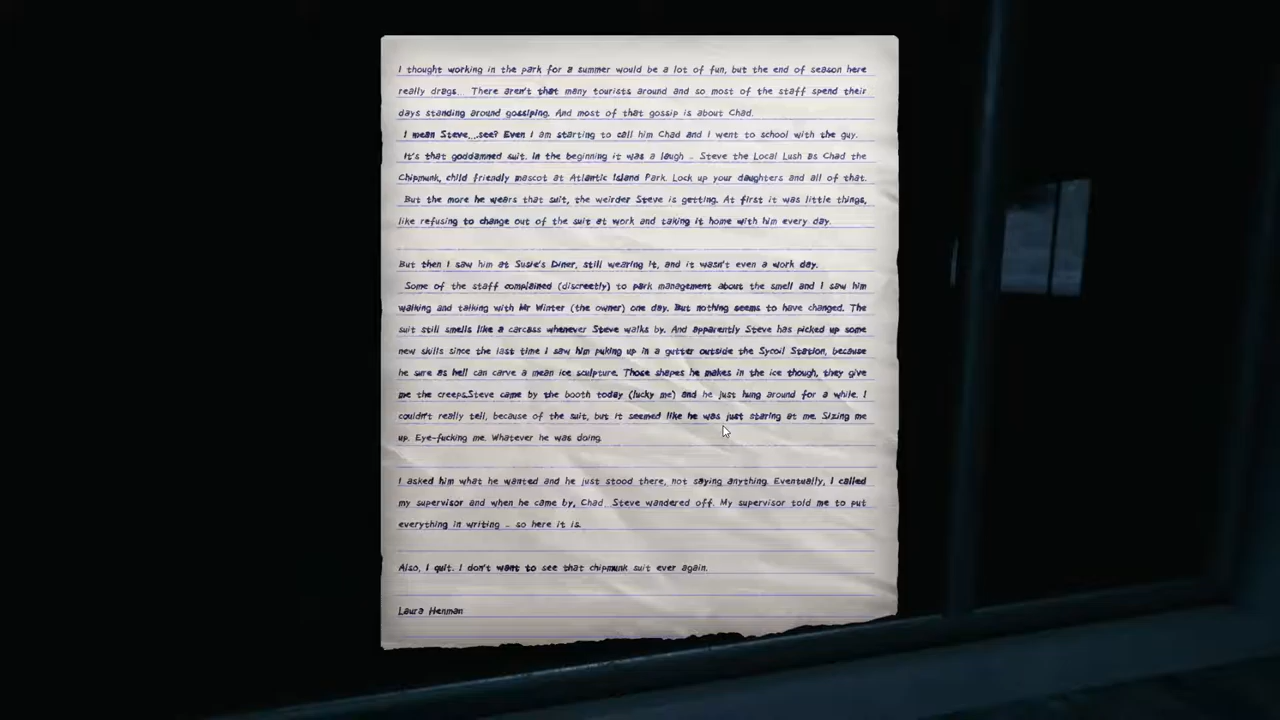 I thought working in the park for a summer would be a lot of fun, but the end of season here
really drags... There aren't that many tourists around and so most of the staff spend their
days standing around gossiping. And most of that gossip is about Chad.
I mean Steve...see? Even I am starting to call him Chad and I went to school with the guy.
It's that goddamned suit. In the beginning it was a laugh - Steve the Local Lush as Chad the
Chipmunk, child friendly mascot at Atlantic Island Park. Lock up your daughters and all of that.
But the more he wears that suit, the weirder Steve is getting. At first it was little things,
like refusing to change out of the suit at work and taking it home with him every day.
But then I saw him at Susie's Diner, still wearing it, and it wasn't even a work day.
Some of the staff complained (discreetly) to park management about the smell and I saw him
walking and talking with Mr Winter (the owner) one day. But nothing seems to have changed. The
suit still smells like a carcass whenever Steve walks by. And apparently Steve has picked up some
new skills since the last time I saw him puking up in a gutter outside the Sycoil Station, because
he sure as hell can carve a mean ice sculpture. Those shapes he makes in the ice though, they give
me the creeps.Steve came by the booth today (lucky me) and he just hung around for a while. I
couldn't really tell, because of the suit, but it seemed like he was just staring at me. Sizing me
up. Eye-fucking me. Whatever he was doing.
I asked him what he wanted and he just stood there, not saying anything. Eventually, I called
my supervisor and when he came by, Chad.. Steve wandered off. My supervisor told me to put
everything in writing - so here it is.
Also, I quit. I don't want to see that chipmunk suit ever again.
Laura Henman